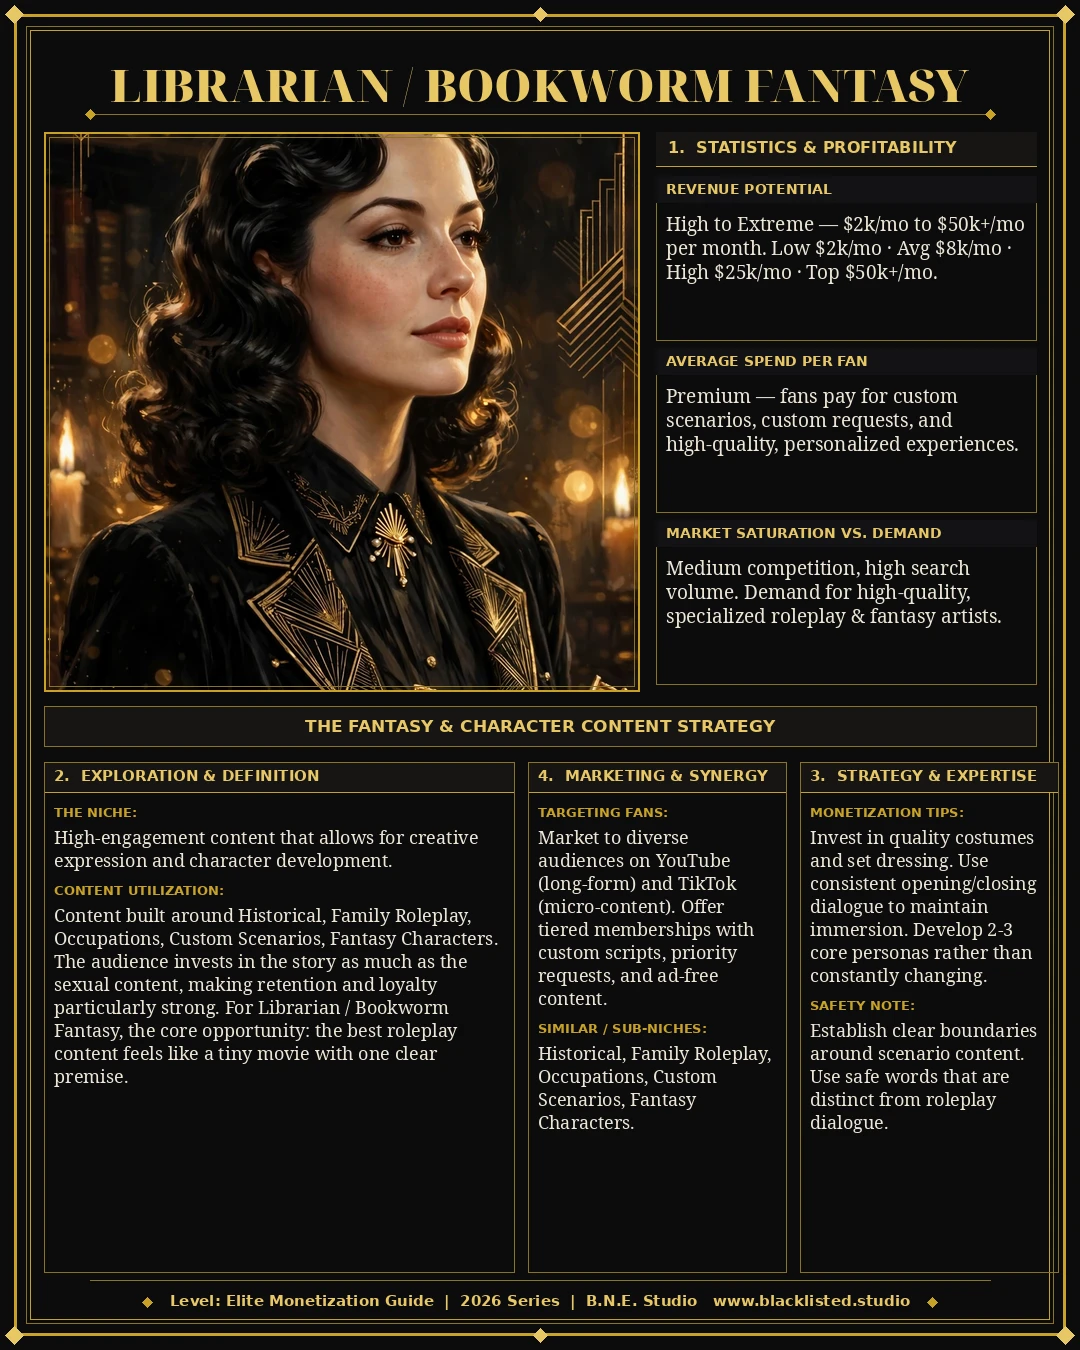 LIBRARIAN / BOOKWORM FANTASY
1. STATISTICS & PROFITABILITY
REVENUE POTENTIAL
High to Extreme — $2k/mo to $50k+/mo
per month. Low $2k/mo · Avg $8k/mo ·
High $25k/mo · Top $50k+/mo.
AVERAGE SPEND PER FAN
Premium — fans pay for custom
scenarios, custom requests, and
high-quality, personalized experiences.
MARKET SATURATION VS. DEMAND
Medium competition, high search
volume. Demand for high-quality,
specialized roleplay & fantasy artists.
THE FANTASY & CHARACTER CONTENT STRATEGY
2. EXPLORATION & DEFINITION
THE NICHE:
High-engagement content that allows for creative
expression and character development.
CONTENT UTILIZATION:
Content built around Historical, Family Roleplay,
Occupations, Custom Scenarios, Fantasy Characters.
The audience invests in the story as much as the
sexual content, making retention and loyalty
particularly strong. For Librarian / Bookworm
Fantasy, the core opportunity: the best roleplay
content feels like a tiny movie with one clear
premise.
4. MARKETING & SYNERGY
TARGETING FANS:
Market to diverse
audiences on YouTube
(long-form) and TikTok
(micro-content). Offer
tiered memberships with
custom scripts, priority
requests, and ad-free
content.
SIMILAR / SUB-NICHES:
Historical, Family Roleplay,
Occupations, Custom
Scenarios, Fantasy
Characters.
3. STRATEGY & EXPERTISE
MONETIZATION TIPS:
Invest in quality costumes
and set dressing. Use
consistent opening/closing
dialogue to maintain
immersion. Develop 2-3
core personas rather than
constantly changing.
SAFETY NOTE:
Establish clear boundaries
around scenario content.
Use safe words that are
distinct from roleplay
dialogue.
Level: Elite Monetization Guide | 2026 Series | B.N.E. Studio www.blacklisted.studio